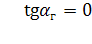 tgα_г = 0